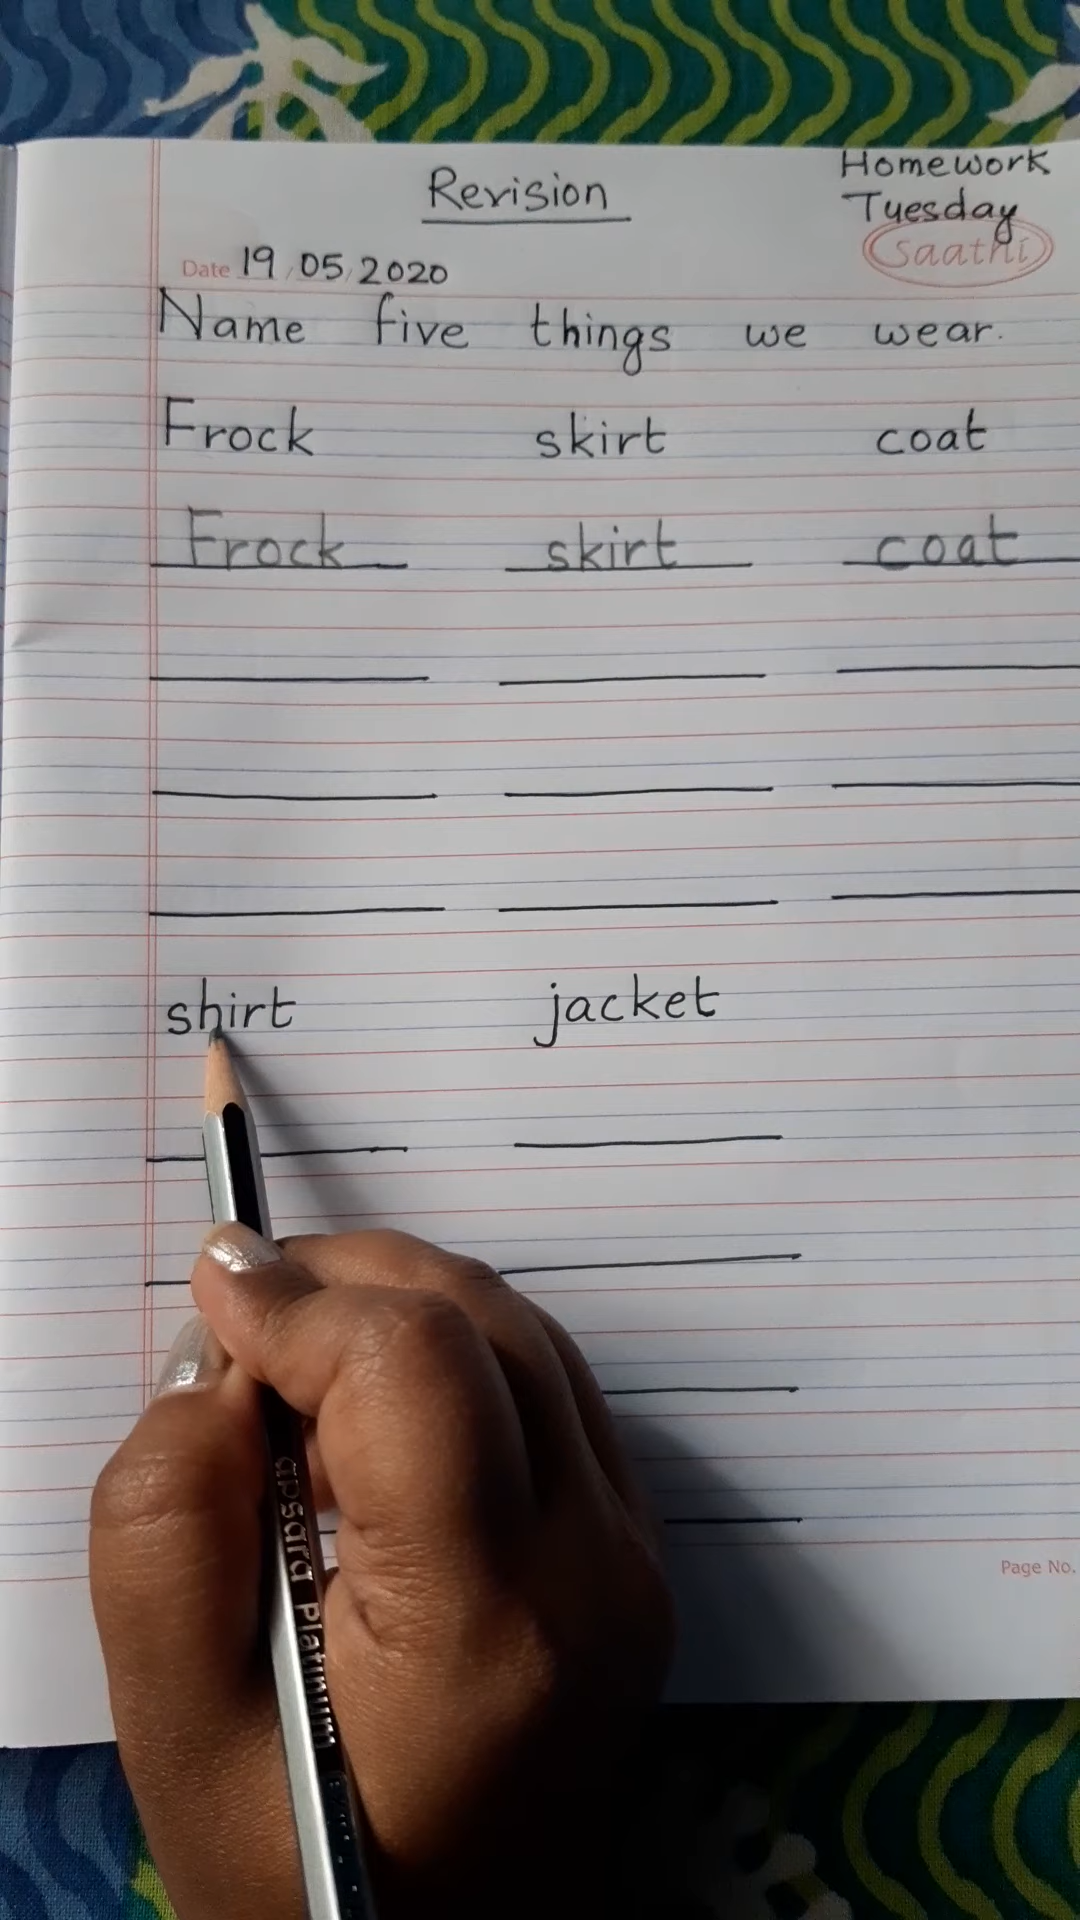 Homework
Revision
Tuesday
saathi
Date 19.05.2020
Name five things we wear.
Frock skirt coat
Frock skirt coat
shirt jacket
apsara Platinum
Page No.